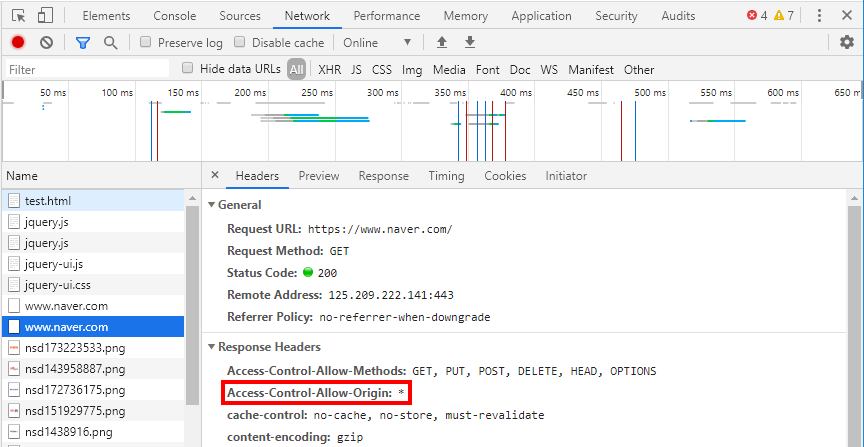 Elements Console Sources Network Performance Memory Application Security Audits 4 7
Preserve log Disable cache Online
Filter Hide data URLs All XHR JS CSS Img Media Font Doc WS Manifest Other
50 ms 100 ms 150 ms 200 ms 250 ms 300 ms 350 ms 400 ms 450 ms 500 ms 550 ms 600 ms 650 m
Name
Headers Preview Response Timing Cookies Initiator
test.html
jquery.js
jquery.js
jquery-ui.js
jquery-ui.css
www.naver.com
www.naver.com
nsd173223533.png
nsd143958887.png
nsd172736175.png
nsd151929775.png
nsd1438916.png
General
Request URL: https://www.naver.com/
Request Method: GET
Status Code: 200
Remote Address: 125.209.222.141:443
Referrer Policy: no-referrer-when-downgrade
Response Headers
Access-Control-Allow-Methods: GET, PUT, POST, DELETE, HEAD, OPTIONS
Access-Control-Allow-Origin: *
cache-control: no-cache, no-store, must-revalidate
content-encoding: gzip